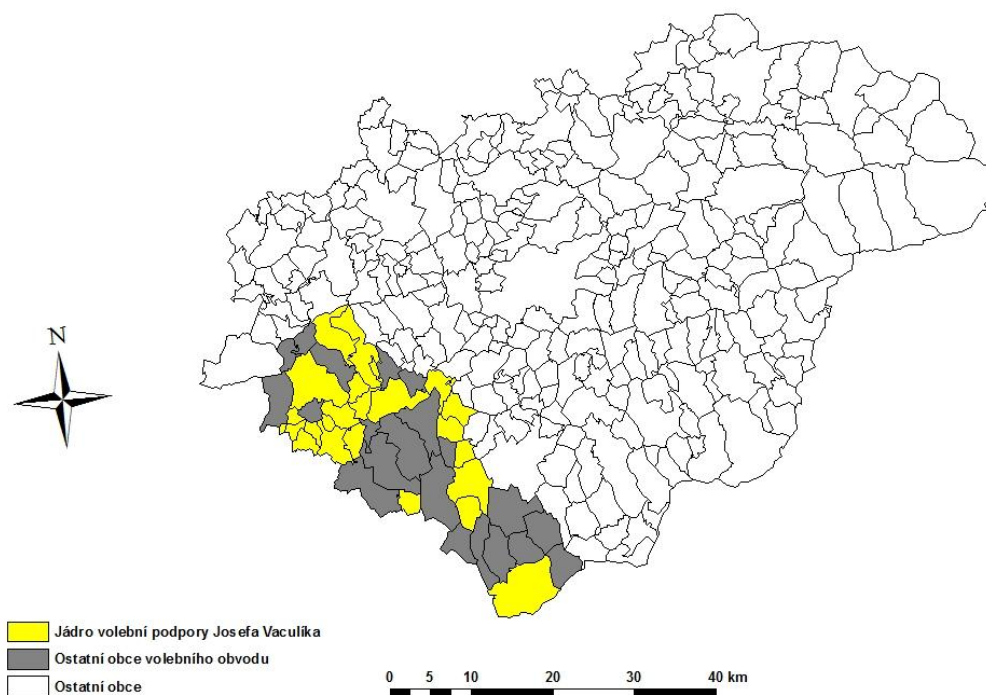 N
Jádro volební podpory Josefa Vaculíka
Ostatní obce volebního obvodu
Ostatní obce
0 5 10 20 30 40 km